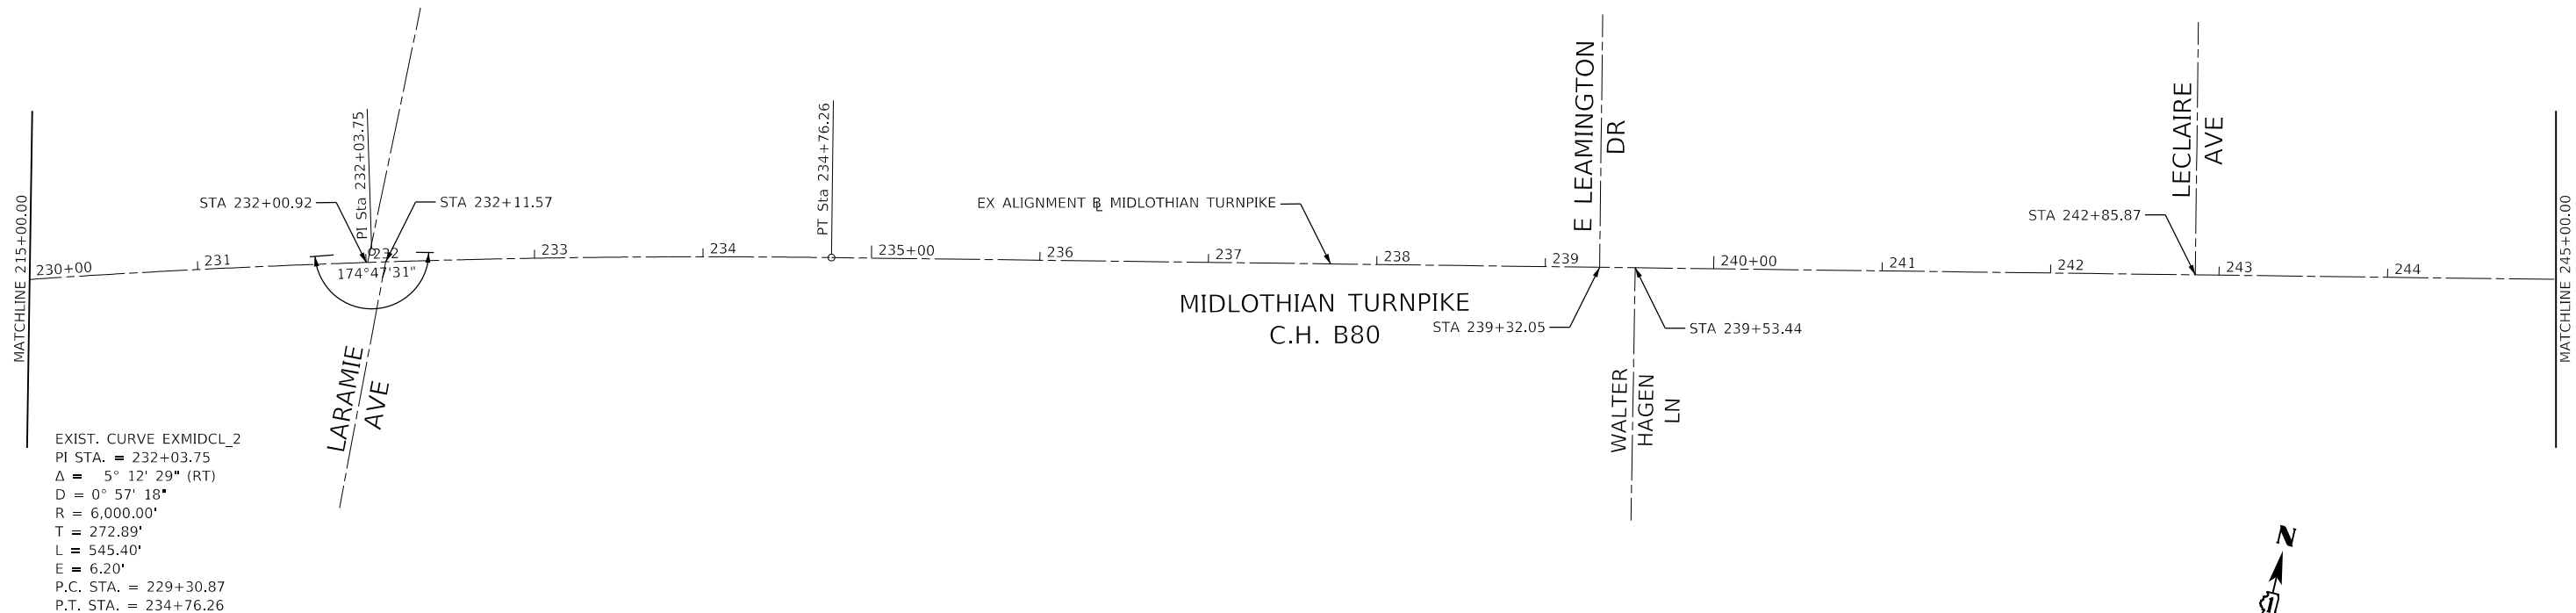 MATCHLINE 215+00.00
230+00
231
STA 232+00.92
PI Sta 232+03.75
232
174°47'31"
STA 232+11.57
LARAMIE
AVE
233
234
PT Sta 234+76.26
235+00
236
EX ALIGNMENT B͟L MIDLOTHIAN TURNPIKE
237
238
MIDLOTHIAN TURNPIKE
C.H. B80
239
E LEAMINGTON
DR
STA 239+32.05
STA 239+53.44
WALTER
HAGEN
LN
240+00
241
242
STA 242+85.87
LECLAIRE
AVE
243
244
MATCHLINE 245+00.00
EXIST. CURVE EXMIDCL_2
PI STA. = 232+03.75
Δ = 5° 12' 29" (RT)
D = 0° 57' 18"
R = 6,000.00'
T = 272.89'
L = 545.40'
E = 6.20'
P.C. STA. = 229+30.87
P.T. STA. = 234+76.26
N